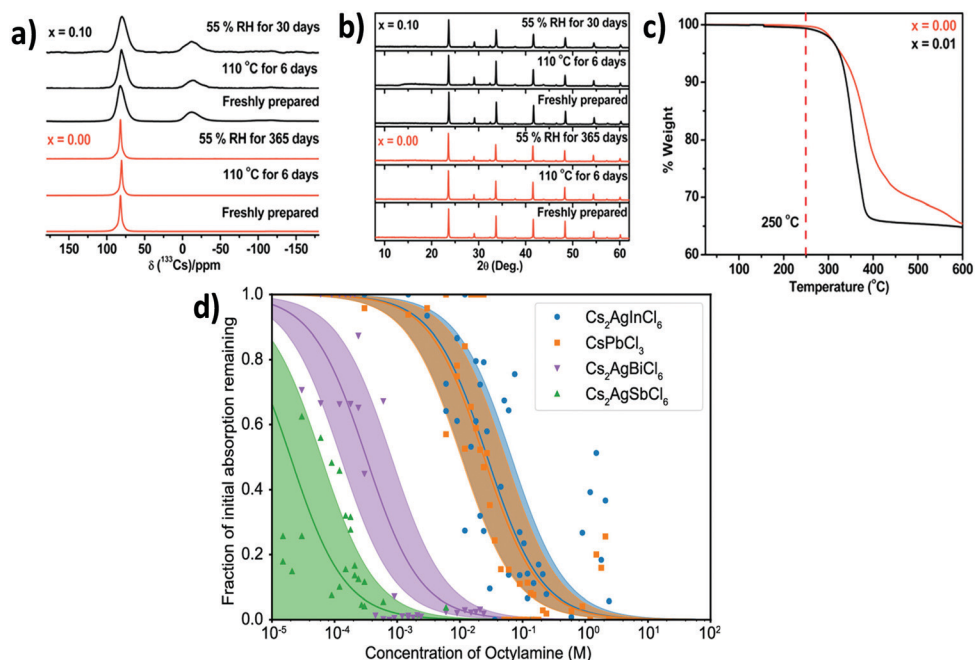 a)
x = 0.10
55 % RH for 30 days
110 °C for 6 days
Freshly prepared
x = 0.00
55 % RH for 365 days
110 °C for 6 days
Freshly prepared
150 100 50 0 -50 -100 -150
δ (¹³³Cs)/ppm
b)
x = 0.10
55 % RH for 30 days
110 °C for 6 days
Freshly prepared
x = 0.00
55 % RH for 365 days
110 °C for 6 days
Freshly prepared
10 20 30 40 50 60
2θ (Deg.)
c)
x = 0.00
x = 0.01
100
90
80
70
60
% Weight
250 °C
100 200 300 400 500 600
Temperature (°C)
d)
1.0
0.8
0.6
0.4
0.2
0.0
Fraction of initial absorption remaining
Cs₂AgInCl₆
CsPbCl₃
Cs₂AgBiCl₆
Cs₂AgSbCl₆
10⁻⁵ 10⁻⁴ 10⁻³ 10⁻² 10⁻¹ 10⁰ 10¹ 10²
Concentration of Octylamine (M)